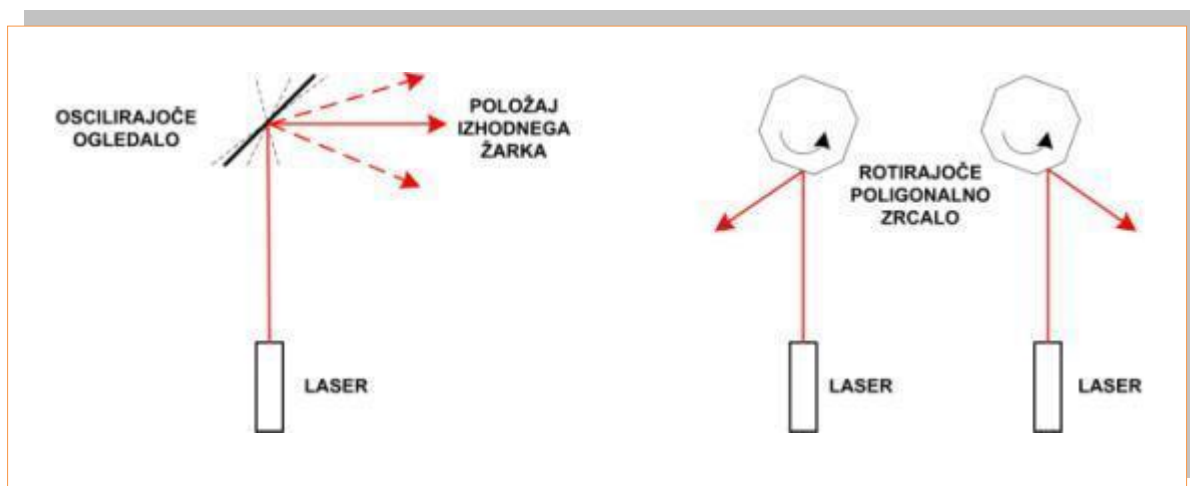 OSCILIRAJOČE
OGLEDALO
POLOŽAJ
IZHODNEGA
ŽARKA
LASER
ROTIRAJOČE
POLIGONALNO
ZRCALO
LASER
LASER